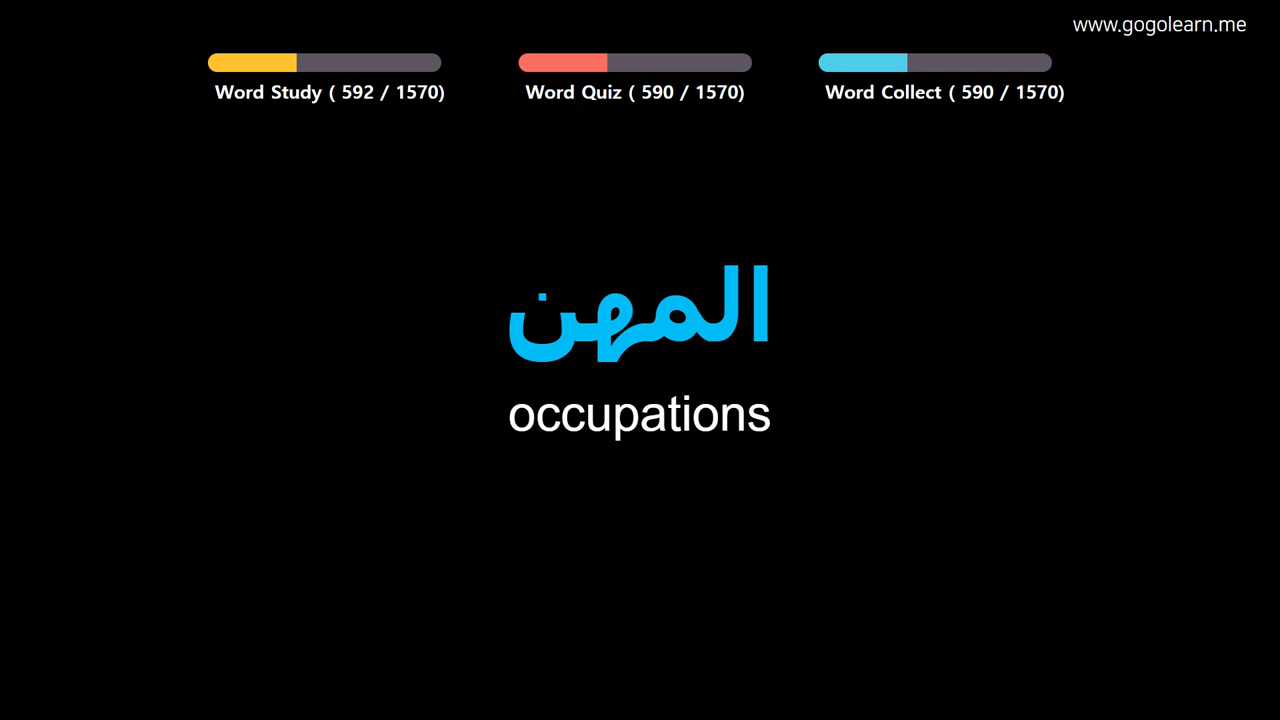 www.gogolearn.me
Word Study ( 592 / 1570)
Word Quiz ( 590 / 1570)
Word Collect ( 590 / 1570)
المهن
occupations